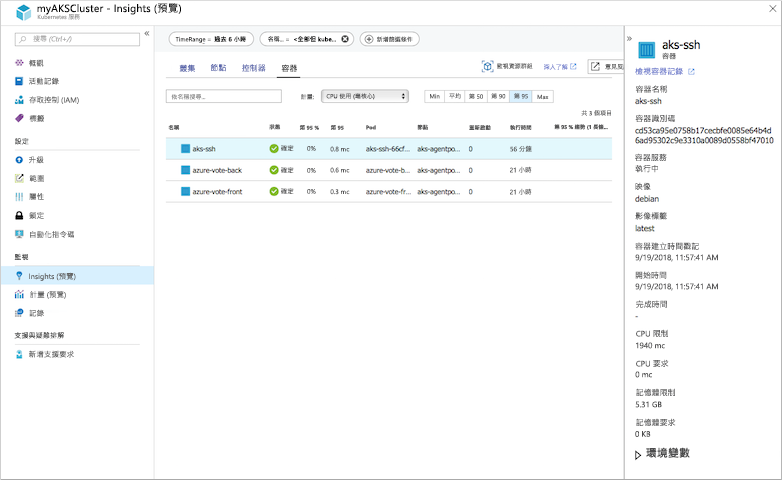 myAKSCluster - Insights (預覽)
Kubernetes 服務
搜尋 (Ctrl+/)
概觀
活動記錄
存取控制 (IAM)
標籤
設定
升級
範圍
屬性
鎖定
自動化指令碼
監視
Insights (預覽)
計量 (預覽)
記錄
支援與疑難排解
新增支援要求
TimeRange = 過去 6 小時
名稱... = <全部但 kube...
新增篩選條件
叢集 節點 控制器 容器
監視資源群組 深入了解 意見反
依名稱搜尋...
計量: CPU 使用 (毫核心)
Min 平均 第 50 第 90 第 95 Max
共 3 個項目
名稱 狀態 第 95 % 第 95 Pod 節點 重新啟動 執行時間 第 95 % 趨勢 (1 長條...
aks-ssh 確定 0% 0.8 mc aks-ssh-66cf... aks-agentpo... 0 56 分鐘
azure-vote-back 確定 0% 0.6 mc azure-vote-b... aks-agentpo... 0 21 小時
azure-vote-front 確定 0% 0.3 mc azure-vote-fr... aks-agentpo... 0 21 小時
aks-ssh
容器
檢視容器記錄
容器名稱
aks-ssh
容器識別碼
cd53ca95e0758b17cecbfe0085e64b4d
6ad95302c9e3310a0089d0558bf47010
容器服務
執行中
映像
debian
影像標籤
latest
容器建立時間戳記
9/19/2018, 11:57:41 AM
開始時間
9/19/2018, 11:57:41 AM
完成時間
-
CPU 限制
1940 mc
CPU 要求
0 mc
記憶體限制
5.31 GB
記憶體要求
0 KB
環境變數